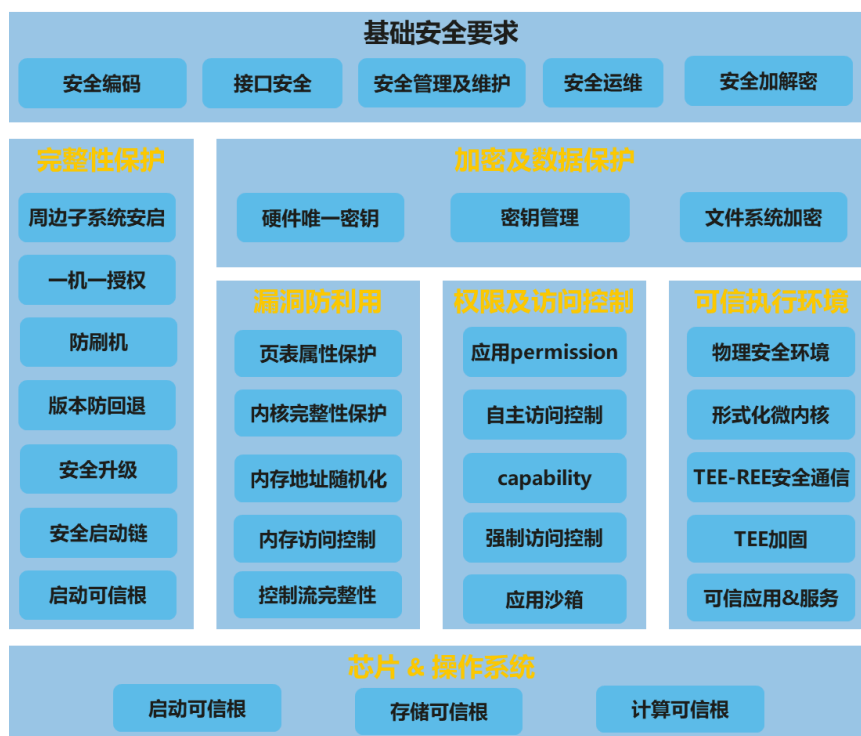 基础安全要求
安全编码
接口安全
安全管理及维护
安全运维
安全加解密
完整性保护
周边子系统安启
一机一授权
防刷机
版本防回退
安全升级
安全启动链
启动可信根
加密及数据保护
硬件唯一密钥
密钥管理
文件系统加密
漏洞防利用
页表属性保护
内核完整性保护
内存地址随机化
内存访问控制
控制流完整性
权限及访问控制
应用permission
自主访问控制
capability
强制访问控制
应用沙箱
可信执行环境
物理安全环境
形式化微内核
TEE-REE安全通信
TEE加固
可信应用&服务
芯片 & 操作系统
启动可信根
存储可信根
计算可信根